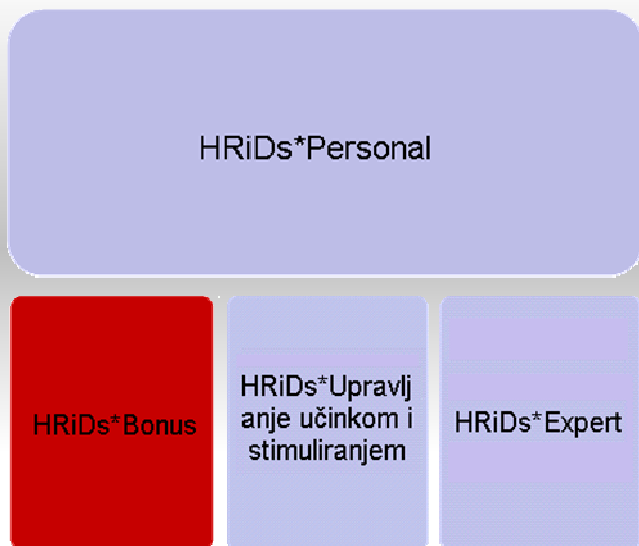 HRiDs*Personal
HRiDs*Bonus
HRiDs*Upravlj
anje učinkom i
stimuliranjem
HRiDs*Expert